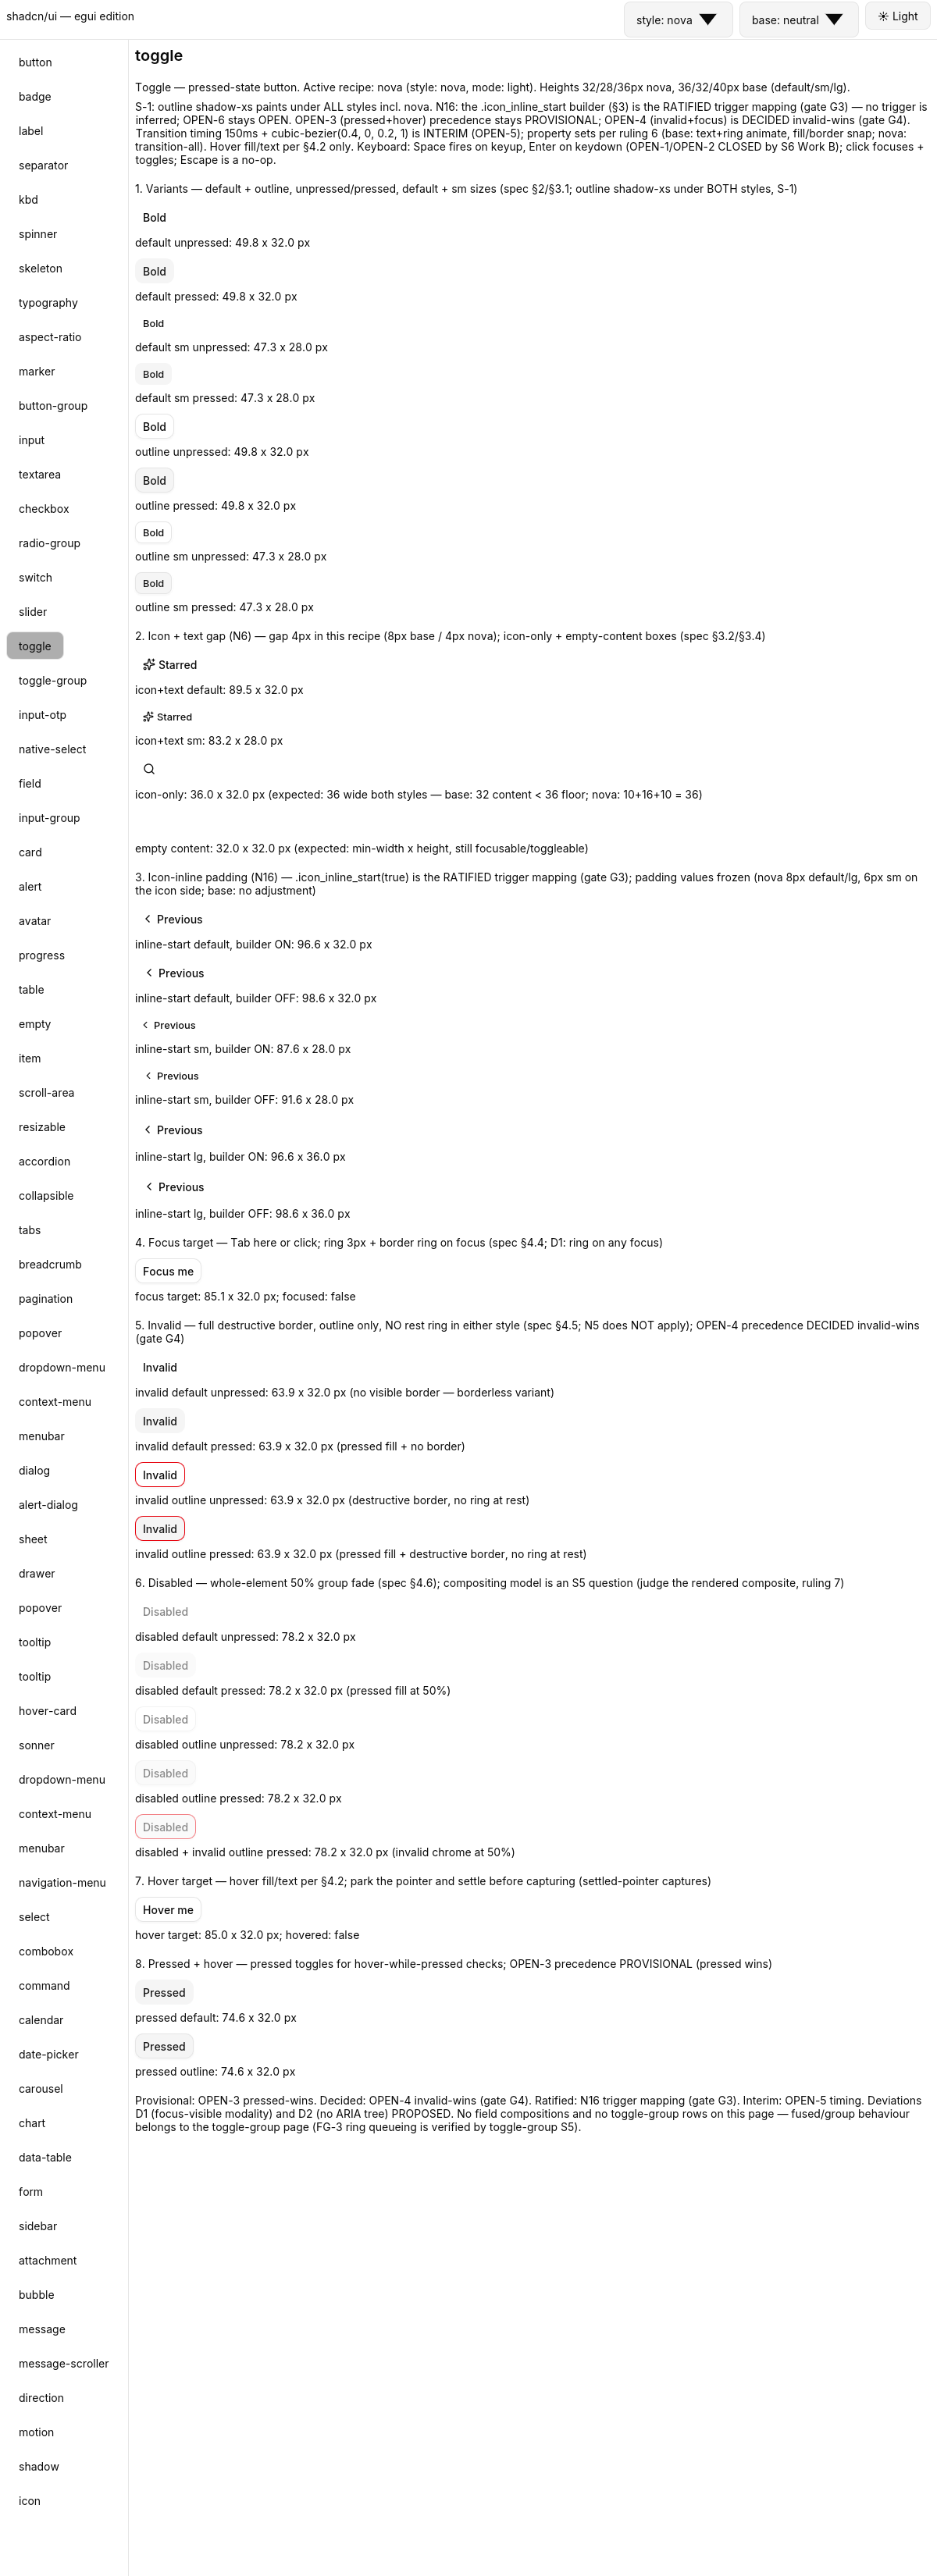 shadcn/ui — egui edition
style: nova
base: neutral
☀ Light
button
badge
label
separator
kbd
spinner
skeleton
typography
aspect-ratio
marker
button-group
input
textarea
checkbox
radio-group
switch
slider
toggle
toggle-group
input-otp
native-select
field
input-group
card
alert
avatar
progress
table
empty
item
scroll-area
resizable
accordion
collapsible
tabs
breadcrumb
pagination
popover
dropdown-menu
context-menu
menubar
dialog
alert-dialog
sheet
drawer
popover
tooltip
tooltip
hover-card
sonner
dropdown-menu
context-menu
menubar
navigation-menu
select
combobox
command
calendar
date-picker
carousel
chart
data-table
form
sidebar
attachment
bubble
message
message-scroller
direction
motion
shadow
icon
toggle
Toggle — pressed-state button. Active recipe: nova (style: nova, mode: light). Heights 32/28/36px nova, 36/32/40px base (default/sm/lg).
S-1: outline shadow-xs paints under ALL styles incl. nova. N16: the .icon_inline_start builder (§3) is the RATIFIED trigger mapping (gate G3) — no trigger is
inferred; OPEN-6 stays OPEN. OPEN-3 (pressed+hover) precedence stays PROVISIONAL; OPEN-4 (invalid+focus) is DECIDED invalid-wins (gate G4).
Transition timing 150ms + cubic-bezier(0.4, 0, 0.2, 1) is INTERIM (OPEN-5); property sets per ruling 6 (base: text+ring animate, fill/border snap; nova:
transition-all). Hover fill/text per §4.2 only. Keyboard: Space fires on keyup, Enter on keydown (OPEN-1/OPEN-2 CLOSED by S6 Work B); click focuses +
toggles; Escape is a no-op.
1. Variants — default + outline, unpressed/pressed, default + sm sizes (spec §2/§3.1; outline shadow-xs under BOTH styles, S-1)
Bold
default unpressed: 49.8 x 32.0 px
Bold
default pressed: 49.8 x 32.0 px
Bold
default sm unpressed: 47.3 x 28.0 px
Bold
default sm pressed: 47.3 x 28.0 px
Bold
outline unpressed: 49.8 x 32.0 px
Bold
outline pressed: 49.8 x 32.0 px
Bold
outline sm unpressed: 47.3 x 28.0 px
Bold
outline sm pressed: 47.3 x 28.0 px
2. Icon + text gap (N6) — gap 4px in this recipe (8px base / 4px nova); icon-only + empty-content boxes (spec §3.2/§3.4)
Starred
icon+text default: 89.5 x 32.0 px
Starred
icon+text sm: 83.2 x 28.0 px
icon-only: 36.0 x 32.0 px (expected: 36 wide both styles — base: 32 content < 36 floor; nova: 10+16+10 = 36)
empty content: 32.0 x 32.0 px (expected: min-width x height, still focusable/toggleable)
3. Icon-inline padding (N16) — .icon_inline_start(true) is the RATIFIED trigger mapping (gate G3); padding values frozen (nova 8px default/lg, 6px sm on
the icon side; base: no adjustment)
Previous
inline-start default, builder ON: 96.6 x 32.0 px
Previous
inline-start default, builder OFF: 98.6 x 32.0 px
Previous
inline-start sm, builder ON: 87.6 x 28.0 px
Previous
inline-start sm, builder OFF: 91.6 x 28.0 px
Previous
inline-start lg, builder ON: 96.6 x 36.0 px
Previous
inline-start lg, builder OFF: 98.6 x 36.0 px
4. Focus target — Tab here or click; ring 3px + border ring on focus (spec §4.4; D1: ring on any focus)
Focus me
focus target: 85.1 x 32.0 px; focused: false
5. Invalid — full destructive border, outline only, NO rest ring in either style (spec §4.5; N5 does NOT apply); OPEN-4 precedence DECIDED invalid-wins
(gate G4)
Invalid
invalid default unpressed: 63.9 x 32.0 px (no visible border — borderless variant)
Invalid
invalid default pressed: 63.9 x 32.0 px (pressed fill + no border)
Invalid
invalid outline unpressed: 63.9 x 32.0 px (destructive border, no ring at rest)
Invalid
invalid outline pressed: 63.9 x 32.0 px (pressed fill + destructive border, no ring at rest)
6. Disabled — whole-element 50% group fade (spec §4.6); compositing model is an S5 question (judge the rendered composite, ruling 7)
Disabled
disabled default unpressed: 78.2 x 32.0 px
Disabled
disabled default pressed: 78.2 x 32.0 px (pressed fill at 50%)
Disabled
disabled outline unpressed: 78.2 x 32.0 px
Disabled
disabled outline pressed: 78.2 x 32.0 px
Disabled
disabled + invalid outline pressed: 78.2 x 32.0 px (invalid chrome at 50%)
7. Hover target — hover fill/text per §4.2; park the pointer and settle before capturing (settled-pointer captures)
Hover me
hover target: 85.0 x 32.0 px; hovered: false
8. Pressed + hover — pressed toggles for hover-while-pressed checks; OPEN-3 precedence PROVISIONAL (pressed wins)
Pressed
pressed default: 74.6 x 32.0 px
Pressed
pressed outline: 74.6 x 32.0 px
Provisional: OPEN-3 pressed-wins. Decided: OPEN-4 invalid-wins (gate G4). Ratified: N16 trigger mapping (gate G3). Interim: OPEN-5 timing. Deviations
D1 (focus-visible modality) and D2 (no ARIA tree) PROPOSED. No field compositions and no toggle-group rows on this page — fused/group behaviour
belongs to the toggle-group page (FG-3 ring queueing is verified by toggle-group S5).